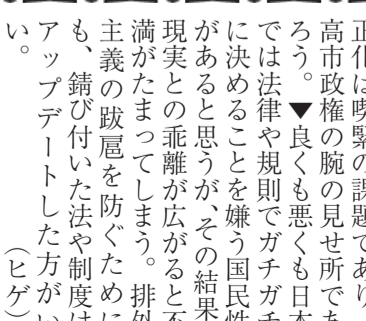 正化は喫緊の課題であり
高市政権の腕の見せ所であ
ろう。▼良くも悪くも日本
では法律や規則でガチガチ
に決めることを嫌う国民性
があると思うが、その結果
現実との乖離が広がると不
満がたまってしまう。排外
主義の跋扈を防ぐために
も、錆び付いた法や制度は
アップデートした方がい
い。　　　　　（ヒゲ）